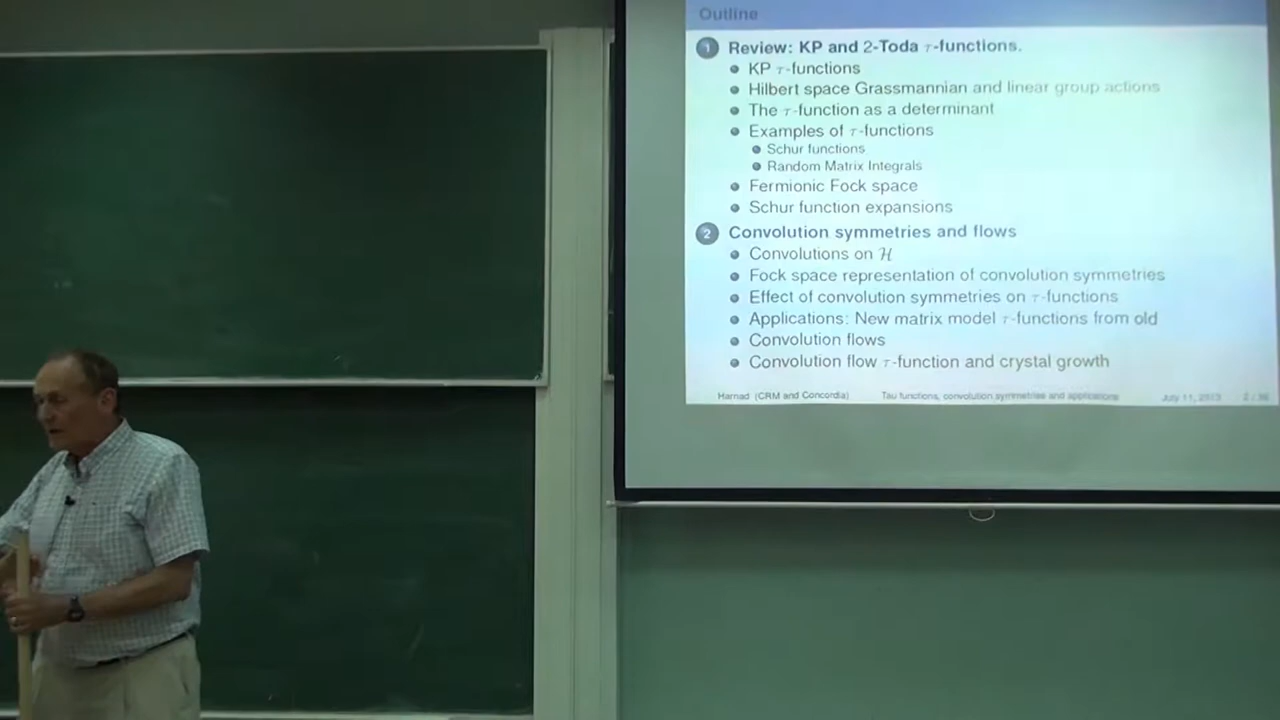 Outline
1 Review: KP and 2-Toda τ-functions.
KP τ-functions
Hilbert space Grassmannian and linear group actions
The τ-function as a determinant
Examples of τ-functions
Schur functions
Random Matrix Integrals
Fermionic Fock space
Schur function expansions
2 Convolution symmetries and flows
Convolutions on ℋ
Fock space representation of convolution symmetries
Effect of convolution symmetries on τ-functions
Applications: New matrix model τ-functions from old
Convolution flows
Convolution flow τ-function and crystal growth
Harnad (CRM and Concordia) Tau functions, convolution symmetries and applications July 11, 2013 2 /